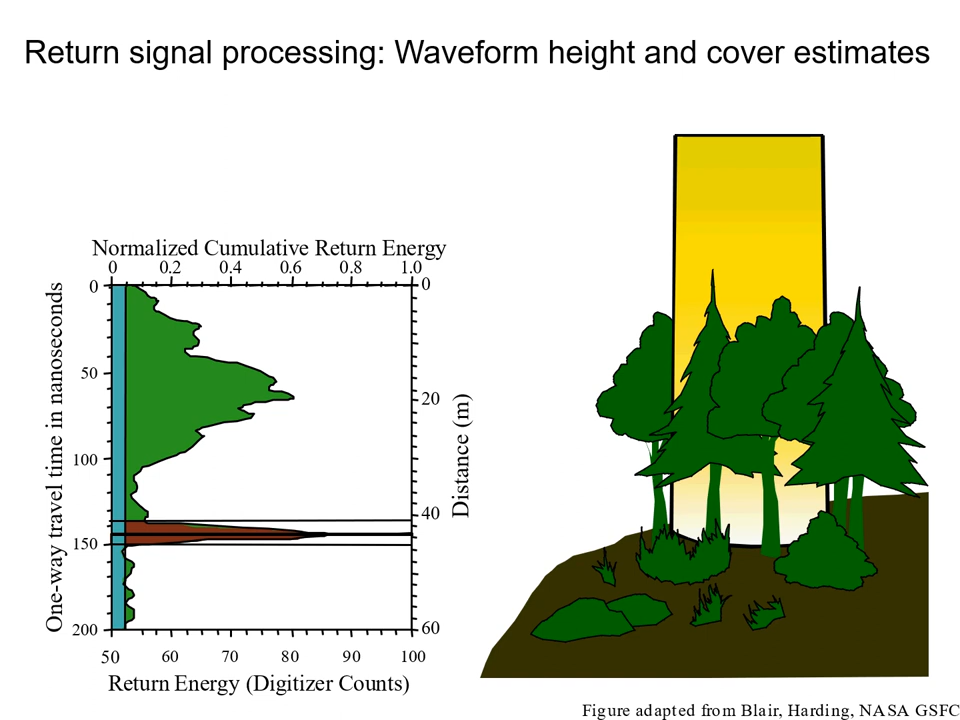 Return signal processing: Waveform height and cover estimates
Normalized Cumulative Return Energy
0 0.2 0.4 0.6 0.8 1.0
One-way travel time in nanoseconds
0
50
100
150
200
0
20
40
60
Distance (m)
50 60 70 80 90 100
Return Energy (Digitizer Counts)
Figure adapted from Blair, Harding, NASA GSFC